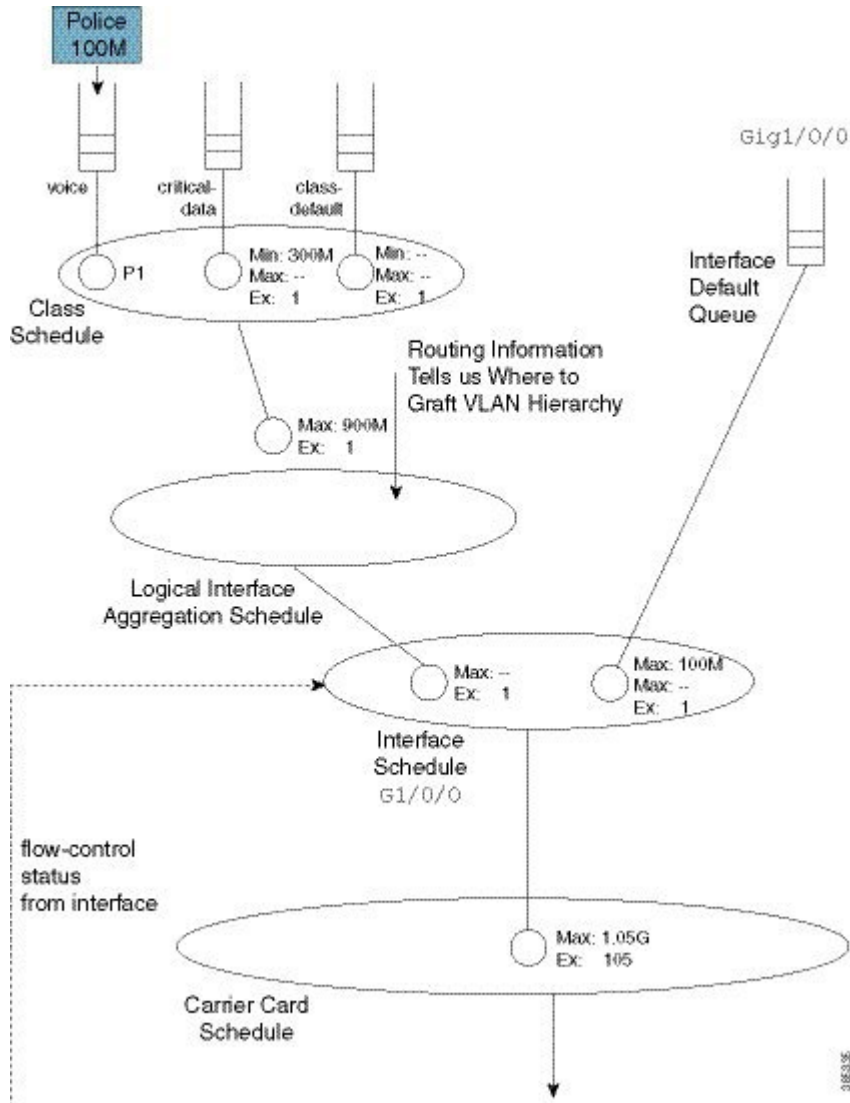 Police
100M
Gig1/0/0
voice
critical-
data
class-
default
P1
Min: 300M
Max: --
Ex: 1
Min: --
Max: --
Ex: 1
Class
Schedule
Interface
Default
Queue
Routing Information
Tells us Where to
Graft VLAN Hierarchy
Max: 900M
Ex: 1
Logical Interface
Aggregation Schedule
Max: --
Ex: 1
Max: 100M
Max: --
Ex: 1
Interface
Schedule
G1/0/0
flow-control
status
from interface
Max: 1.05G
Ex: 105
Carrier Card
Schedule